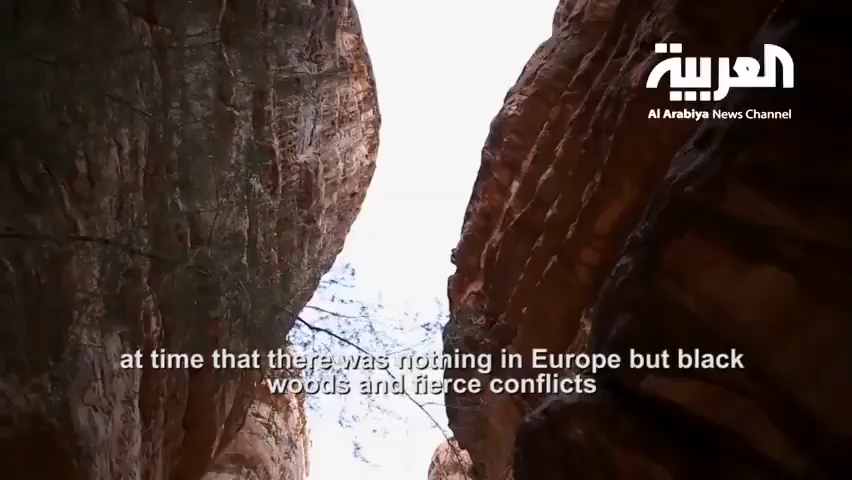 العربية
Al Arabiya News Channel
at time that there was nothing in Europe but black
woods and fierce conflicts